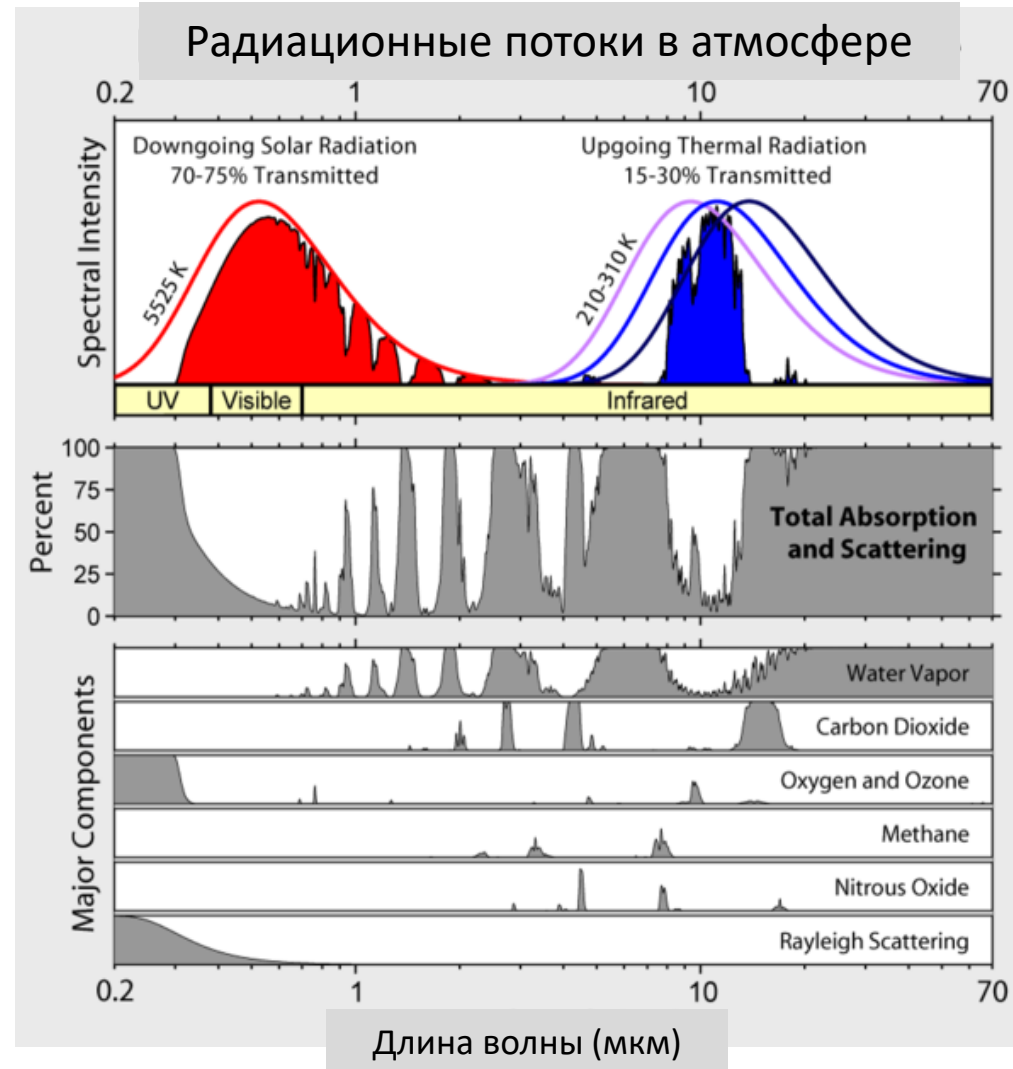 Радиационные потоки в атмосфере
0.2 1 10 70
Spectral Intensity
Downgoing Solar Radiation
70-75% Transmitted
Upgoing Thermal Radiation
15-30% Transmitted
5525 K
210-310 K
UV Visible Infrared
Percent
100
75
50
25
0
Total Absorption
and Scattering
Major Components
Water Vapor
Carbon Dioxide
Oxygen and Ozone
Methane
Nitrous Oxide
Rayleigh Scattering
0.2 1 10 70
Длина волны (мкм)